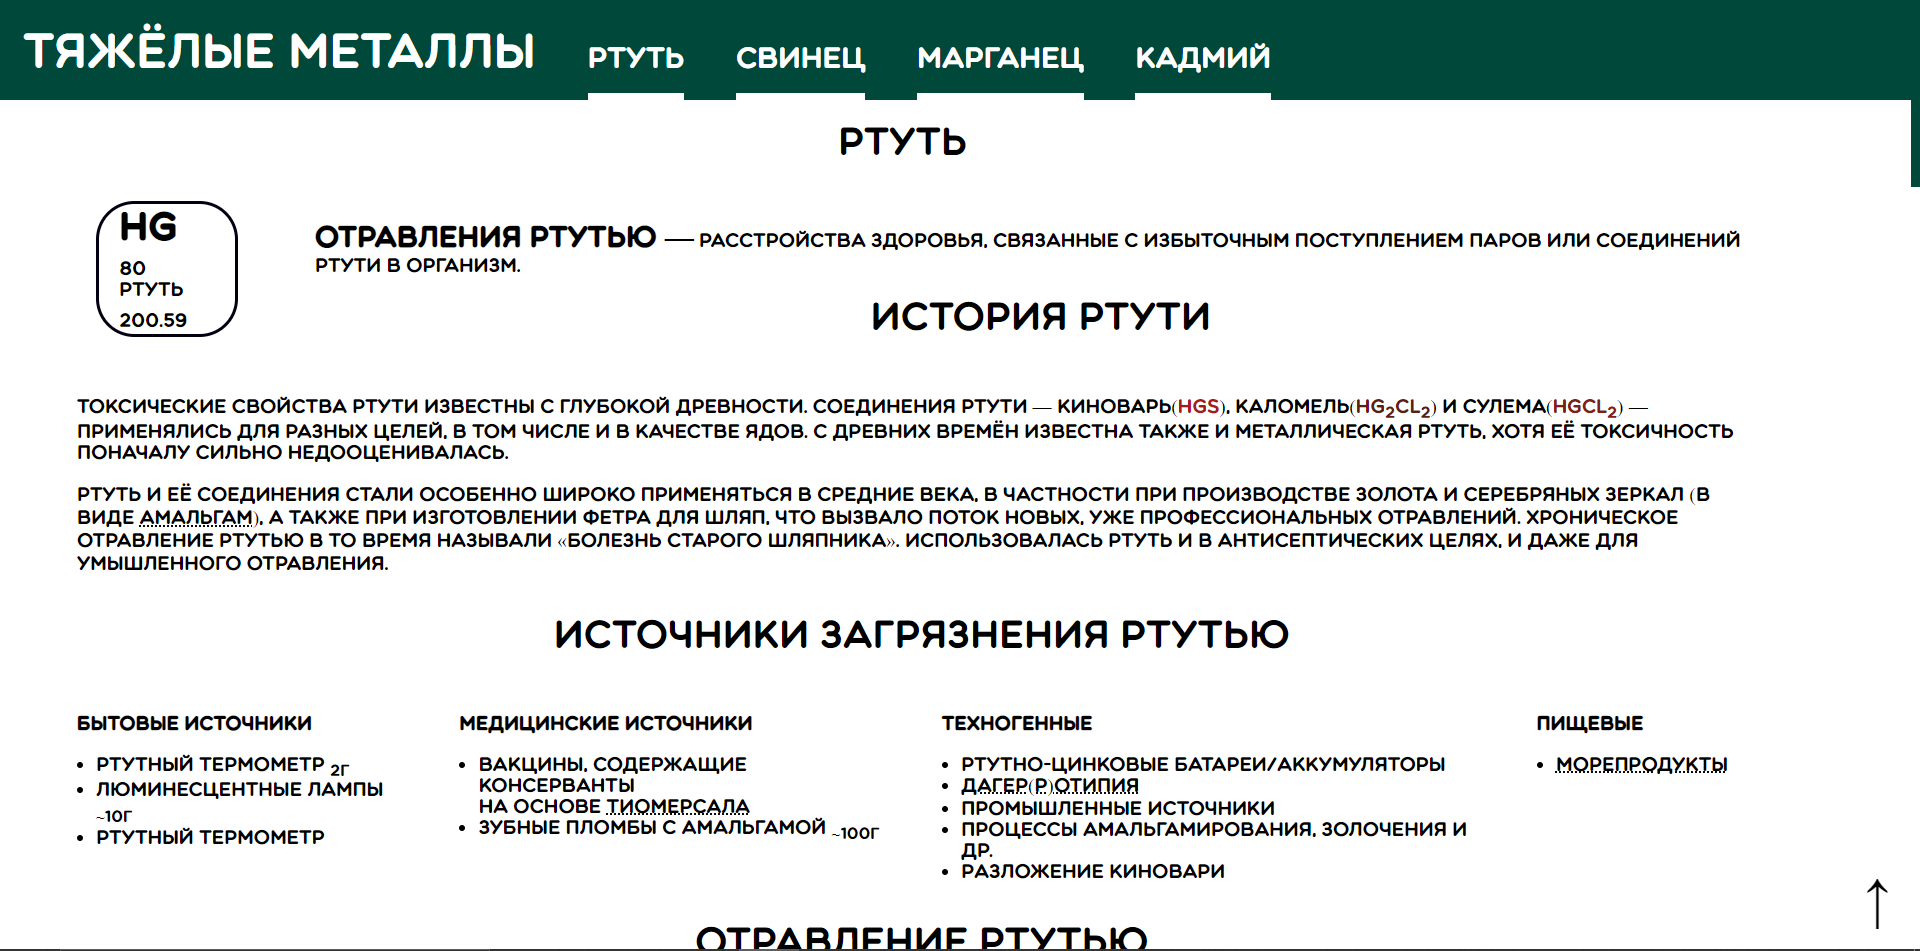 ТЯЖЁЛЫЕ МЕТАЛЛЫ РТУТЬ СВИНЕЦ МАРГАНЕЦ КАДМИЙ
РТУТЬ
HG
80
РТУТЬ
200.59
ОТРАВЛЕНИЯ РТУТЬЮ — РАССТРОЙСТВА ЗДОРОВЬЯ, СВЯЗАННЫЕ С ИЗБЫТОЧНЫМ ПОСТУПЛЕНИЕМ ПАРОВ ИЛИ СОЕДИНЕНИЙ
РТУТИ В ОРГАНИЗМ.
ИСТОРИЯ РТУТИ
ТОКСИЧЕСКИЕ СВОЙСТВА РТУТИ ИЗВЕСТНЫ С ГЛУБОКОЙ ДРЕВНОСТИ. СОЕДИНЕНИЯ РТУТИ — КИНОВАРЬ(HGS), КАЛОМЕЛЬ(HG₂CL₂) И СУЛЕМА(HGCL₂) —
ПРИМЕНЯЛИСЬ ДЛЯ РАЗНЫХ ЦЕЛЕЙ, В ТОМ ЧИСЛЕ И В КАЧЕСТВЕ ЯДОВ. С ДРЕВНИХ ВРЕМЁН ИЗВЕСТНА ТАКЖЕ И МЕТАЛЛИЧЕСКАЯ РТУТЬ, ХОТЯ ЕЁ ТОКСИЧНОСТЬ
ПОНАЧАЛУ СИЛЬНО НЕДООЦЕНИВАЛАСЬ.
РТУТЬ И ЕЁ СОЕДИНЕНИЯ СТАЛИ ОСОБЕННО ШИРОКО ПРИМЕНЯТЬСЯ В СРЕДНИЕ ВЕКА, В ЧАСТНОСТИ ПРИ ПРОИЗВОДСТВЕ ЗОЛОТА И СЕРЕБРЯНЫХ ЗЕРКАЛ (В
ВИДЕ АМАЛЬГАМ), А ТАКЖЕ ПРИ ИЗГОТОВЛЕНИИ ФЕТРА ДЛЯ ШЛЯП, ЧТО ВЫЗВАЛО ПОТОК НОВЫХ, УЖЕ ПРОФЕССИОНАЛЬНЫХ ОТРАВЛЕНИЙ. ХРОНИЧЕСКОЕ
ОТРАВЛЕНИЕ РТУТЬЮ В ТО ВРЕМЯ НАЗЫВАЛИ «БОЛЕЗНЬ СТАРОГО ШЛЯПНИКА». ИСПОЛЬЗОВАЛАСЬ РТУТЬ И В АНТИСЕПТИЧЕСКИХ ЦЕЛЯХ, И ДАЖЕ ДЛЯ
УМЫШЛЕННОГО ОТРАВЛЕНИЯ.
ИСТОЧНИКИ ЗАГРЯЗНЕНИЯ РТУТЬЮ
БЫТОВЫЕ ИСТОЧНИКИ
• РТУТНЫЙ ТЕРМОМЕТР 2Г
• ЛЮМИНЕСЦЕНТНЫЕ ЛАМПЫ
~10Г
• РТУТНЫЙ ТЕРМОМЕТР
МЕДИЦИНСКИЕ ИСТОЧНИКИ
• ВАКЦИНЫ, СОДЕРЖАЩИЕ
КОНСЕРВАНТЫ
НА ОСНОВЕ ТИОМЕРСАЛА
• ЗУБНЫЕ ПЛОМБЫ С АМАЛЬГАМОЙ ~100Г
ТЕХНОГЕННЫЕ
• РТУТНО-ЦИНКОВЫЕ БАТАРЕИ/АККУМУЛЯТОРЫ
• ДАГЕР(Р)ОТИПИЯ
• ПРОМЫШЛЕННЫЕ ИСТОЧНИКИ
• ПРОЦЕССЫ АМАЛЬГАМИРОВАНИЯ, ЗОЛОЧЕНИЯ И
ДР.
• РАЗЛОЖЕНИЕ КИНОВАРИ
ПИЩЕВЫЕ
• МОРЕПРОДУКТЫ
ОТРАВЛЕНИЕ РТУТЬЮ
↑